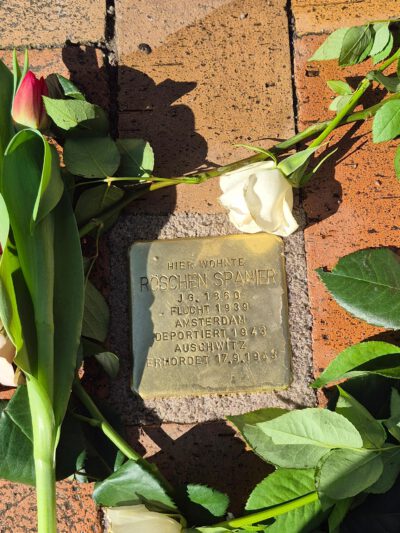 HIER WOHNTE
RÖSCHEN SPANIER
JG. 1868
FLUCHT 1939
AMSTERDAM
DEPORTIERT 1943
AUSCHWITZ
ERMORDET 17.9.1943